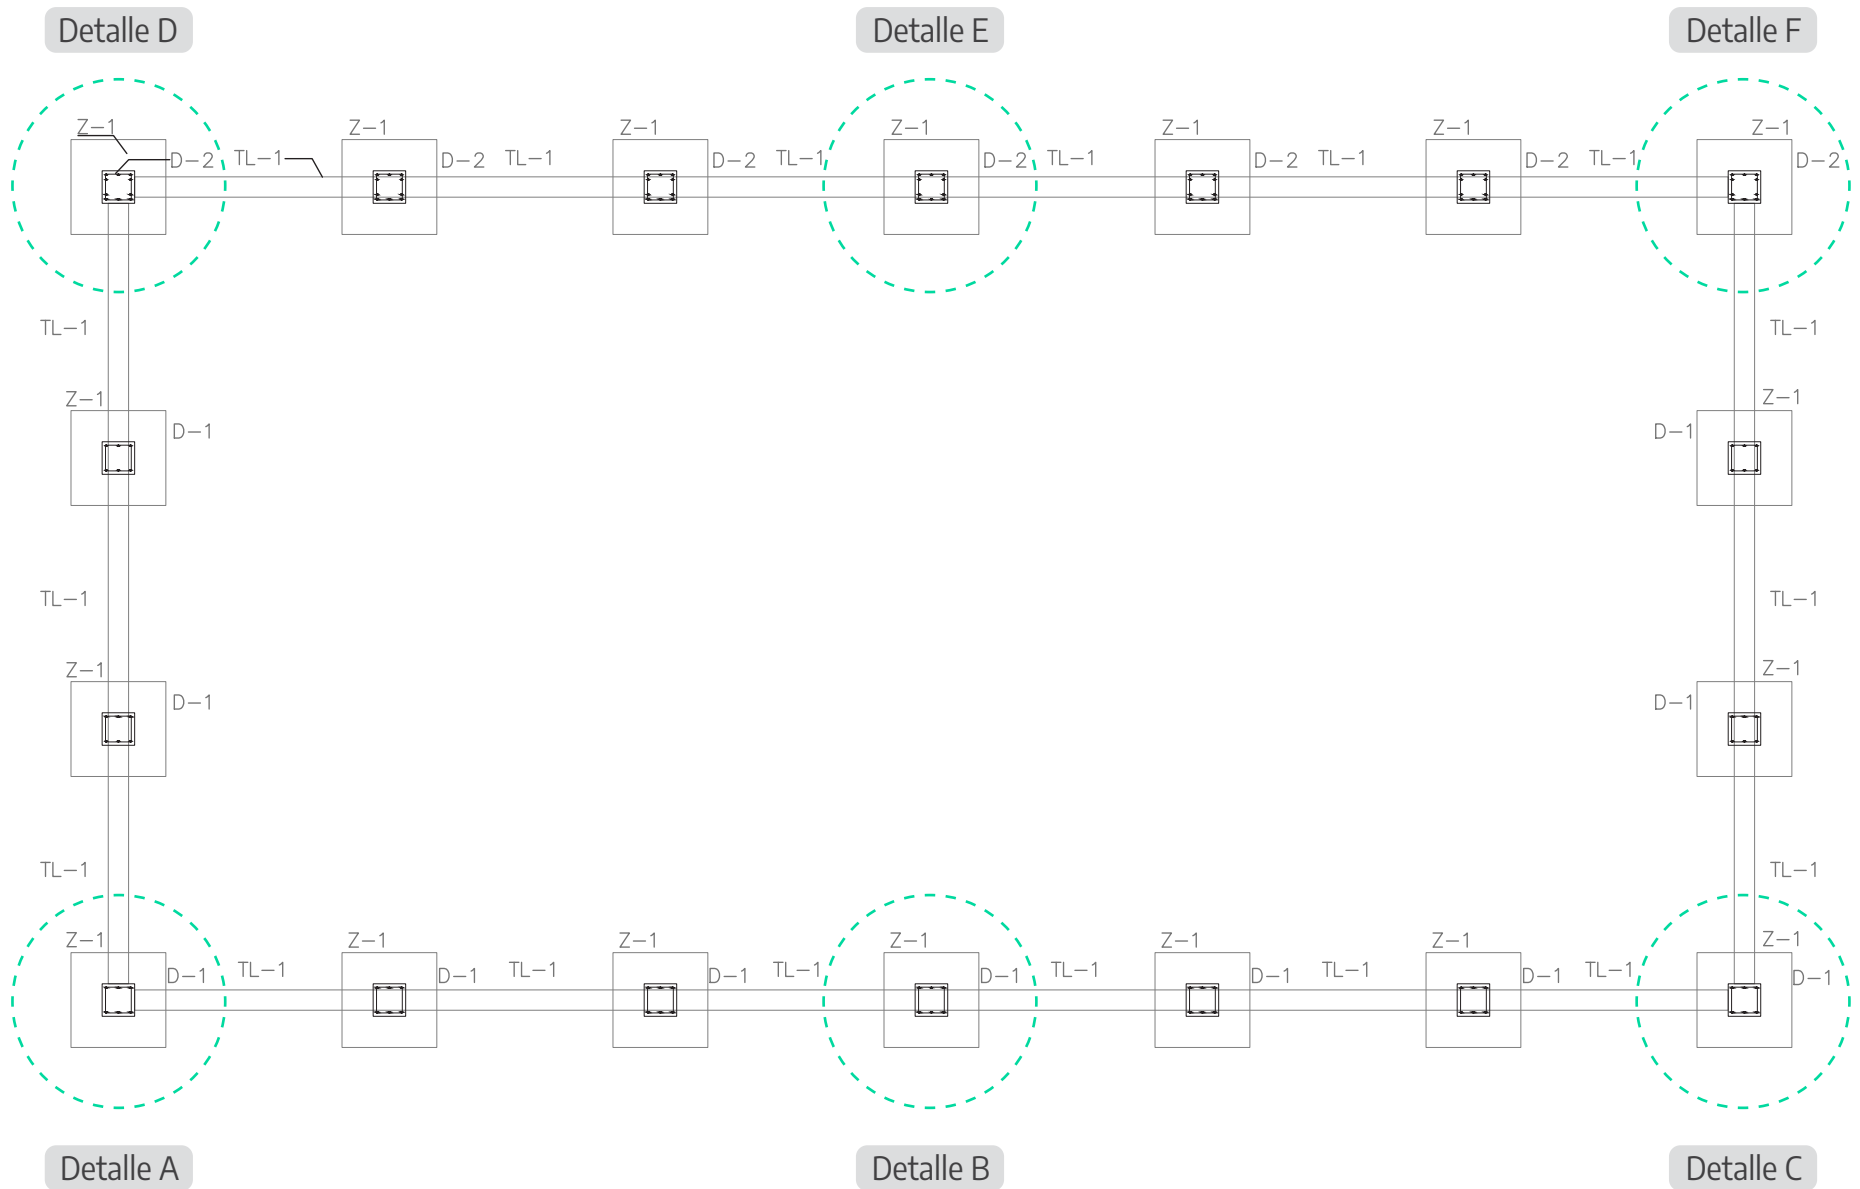 Detalle D Detalle E Detalle F
Z-1 Z-1 Z-1 Z-1 Z-1 Z-1 Z-1
D-2 TL-1 D-2 TL-1 D-2 TL-1 D-2 TL-1 D-2 TL-1 D-2 TL-1 D-2
TL-1 TL-1
Z-1 Z-1
D-1 D-1
TL-1 TL-1
Z-1 Z-1
D-1 D-1
TL-1 TL-1
Z-1 Z-1 Z-1 Z-1 Z-1 Z-1 Z-1
D-1 TL-1 D-1 TL-1 D-1 TL-1 D-1 TL-1 D-1 TL-1 D-1 TL-1 D-1
Detalle A Detalle B Detalle C